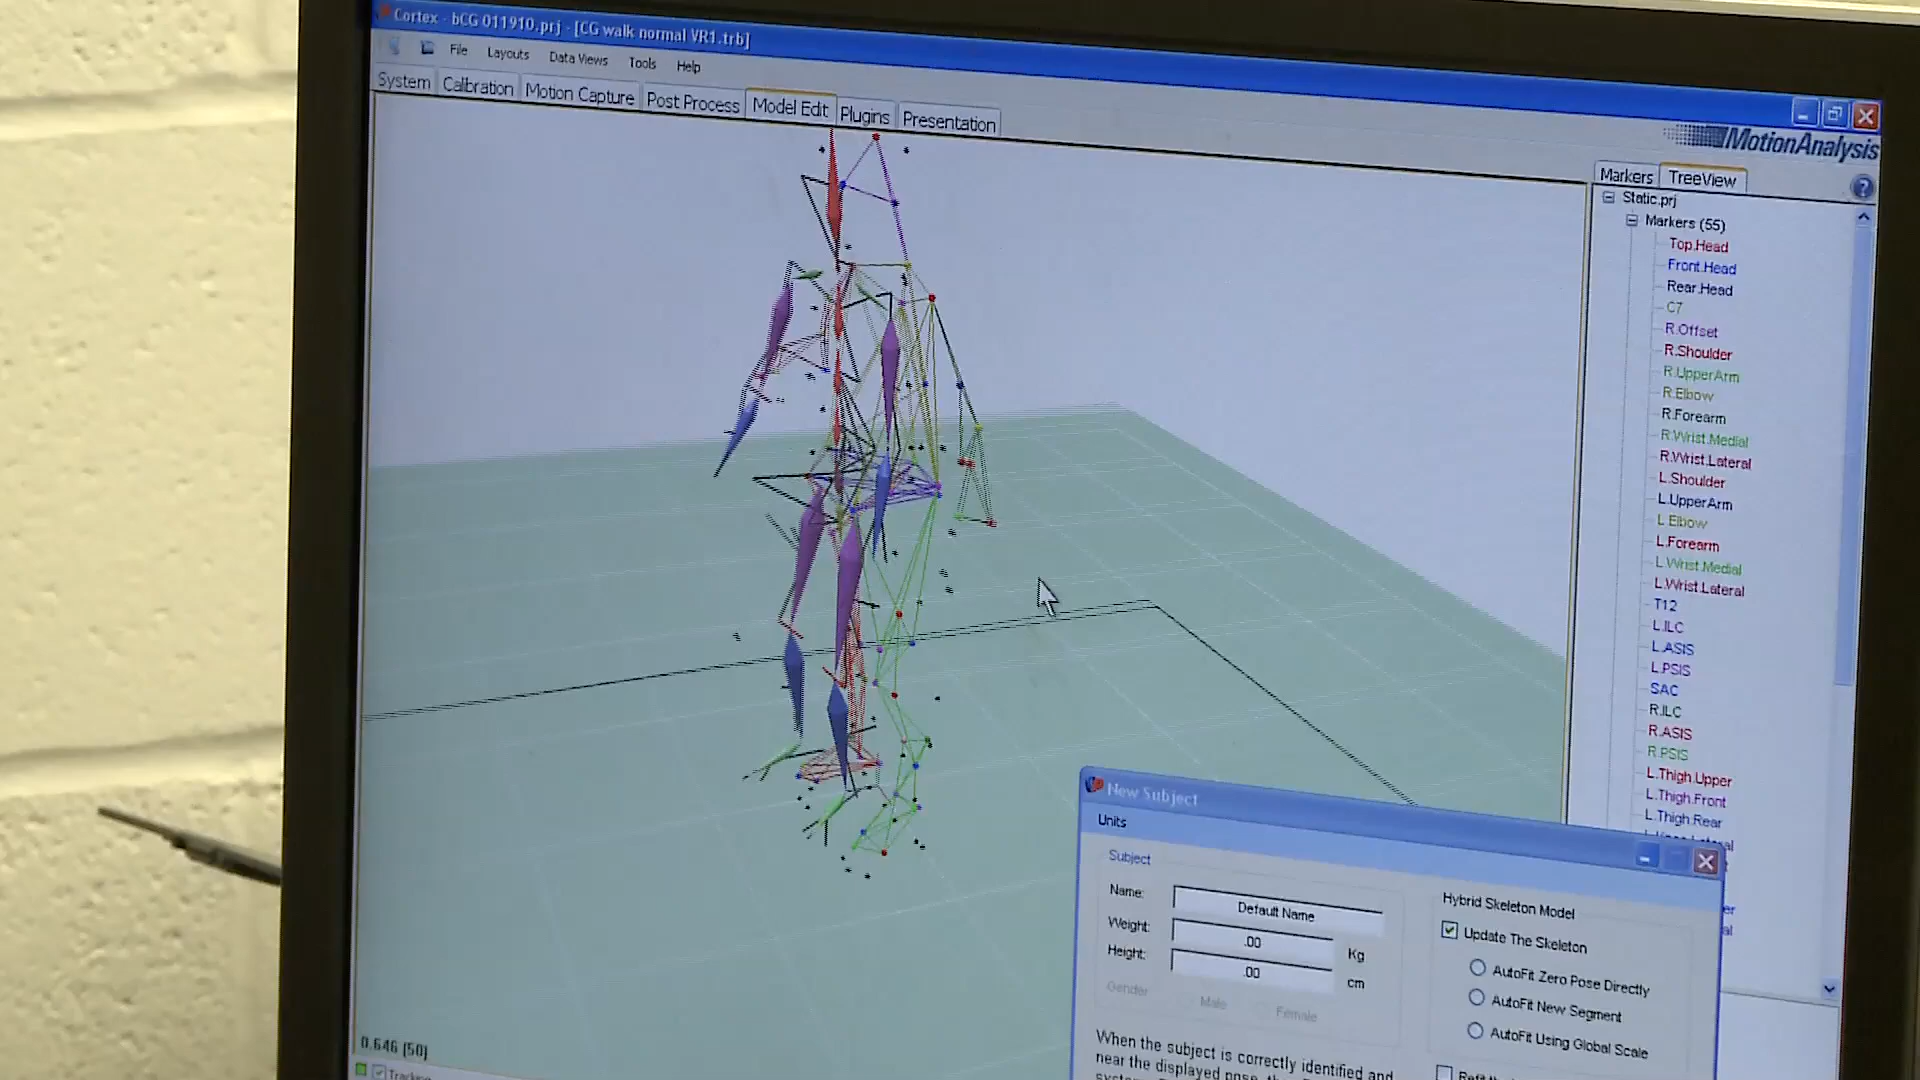 Cortex - bCG 011910.prj - [CG walk normal VR1.trb]
File Layouts Data Views Tools Help
System Calibration Motion Capture Post Process Model Edit Plugins Presentation
MotionAnalysis
Markers TreeView
Static.prj
Markers (55)
Top.Head
Front.Head
Rear.Head
C7
R.Offset
R.Shoulder
R.UpperArm
R.Elbow
R.Forearm
R.Wrist.Medial
R.Wrist.Lateral
L.Shoulder
L.UpperArm
L.Elbow
L.Forearm
L.Wrist.Medial
L.Wrist.Lateral
T12
L.ILC
L.ASIS
L.PSIS
SAC
R.ILC
R.ASIS
R.PSIS
L.Thigh.Upper
L.Thigh.Front
L.Thigh.Rear
New Subject
Units
Subject
Name: Default Name
Weight: .00 Kg
Height: .00 cm
Gender Male Female
When the subject is correctly identified and
near the displayed pose,
Hybrid Skeleton Model
Update The Skeleton
AutoFit Zero Pose Directly
AutoFit New Segment
AutoFit Using Global Scale
0.646 (50)
Tracking